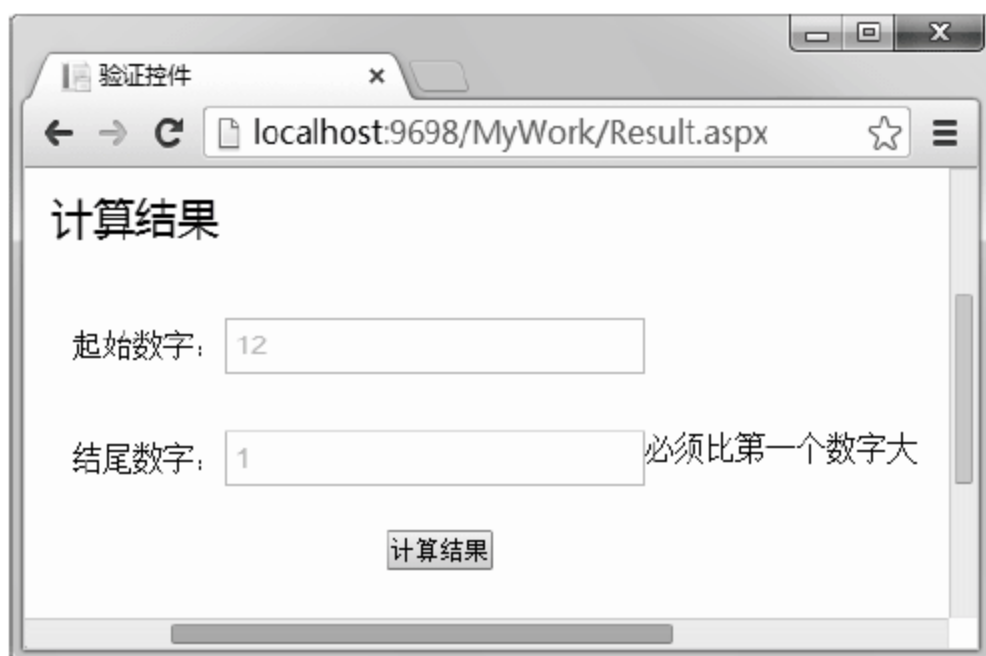 验证控件
localhost:9698/MyWork/Result.aspx
计算结果
起始数字： 12
结尾数字： 1 必须比第一个数字大
计算结果